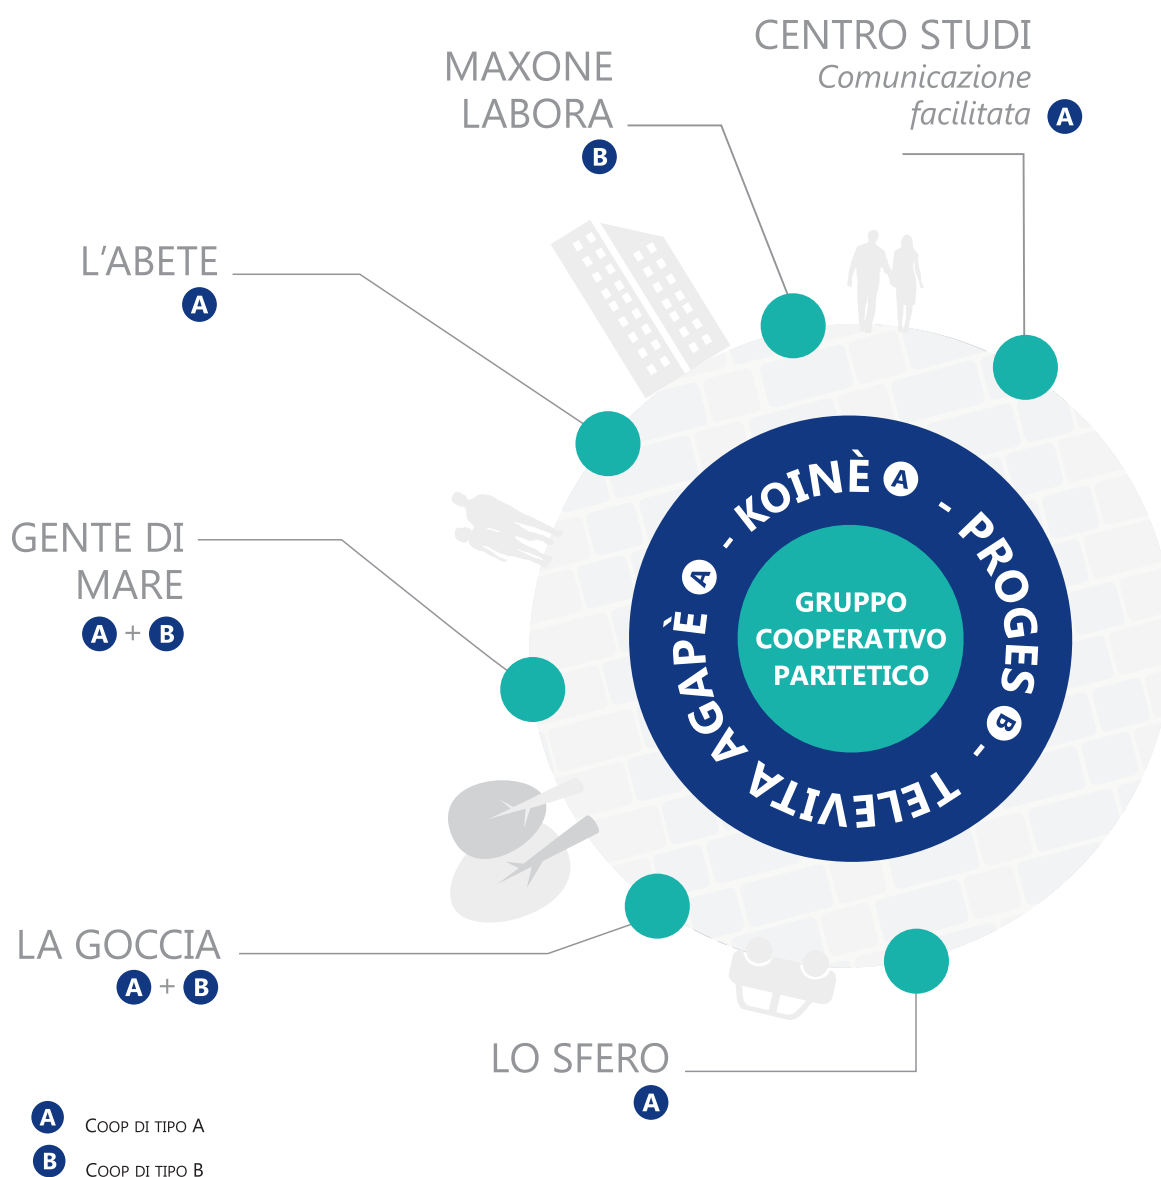 CENTRO STUDI
Comunicazione
facilitata A
MAXONE
LABORA
B
L'ABETE
A
GENTE DI
MARE
A + B
KOINÈ A - PROGES B - TELEVITA AGAPÈ A -
GRUPPO
COOPERATIVO
PARITETICO
LA GOCCIA
A + B
LO SFERO
A
A COOP DI TIPO A
B COOP DI TIPO B